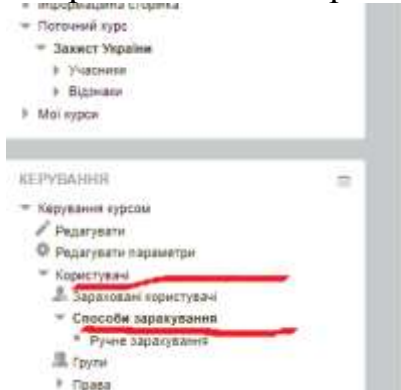 Інформаційна сторінка
Поточний курс
Захист України
Учасники
Відзнаки
Мої курси
КЕРУВАННЯ
Керування курсом
Редагувати
Редагувати параметри
Користувачі
Зараховані користувачі
Способи зарахування
Ручне зарахування
Групи
Права